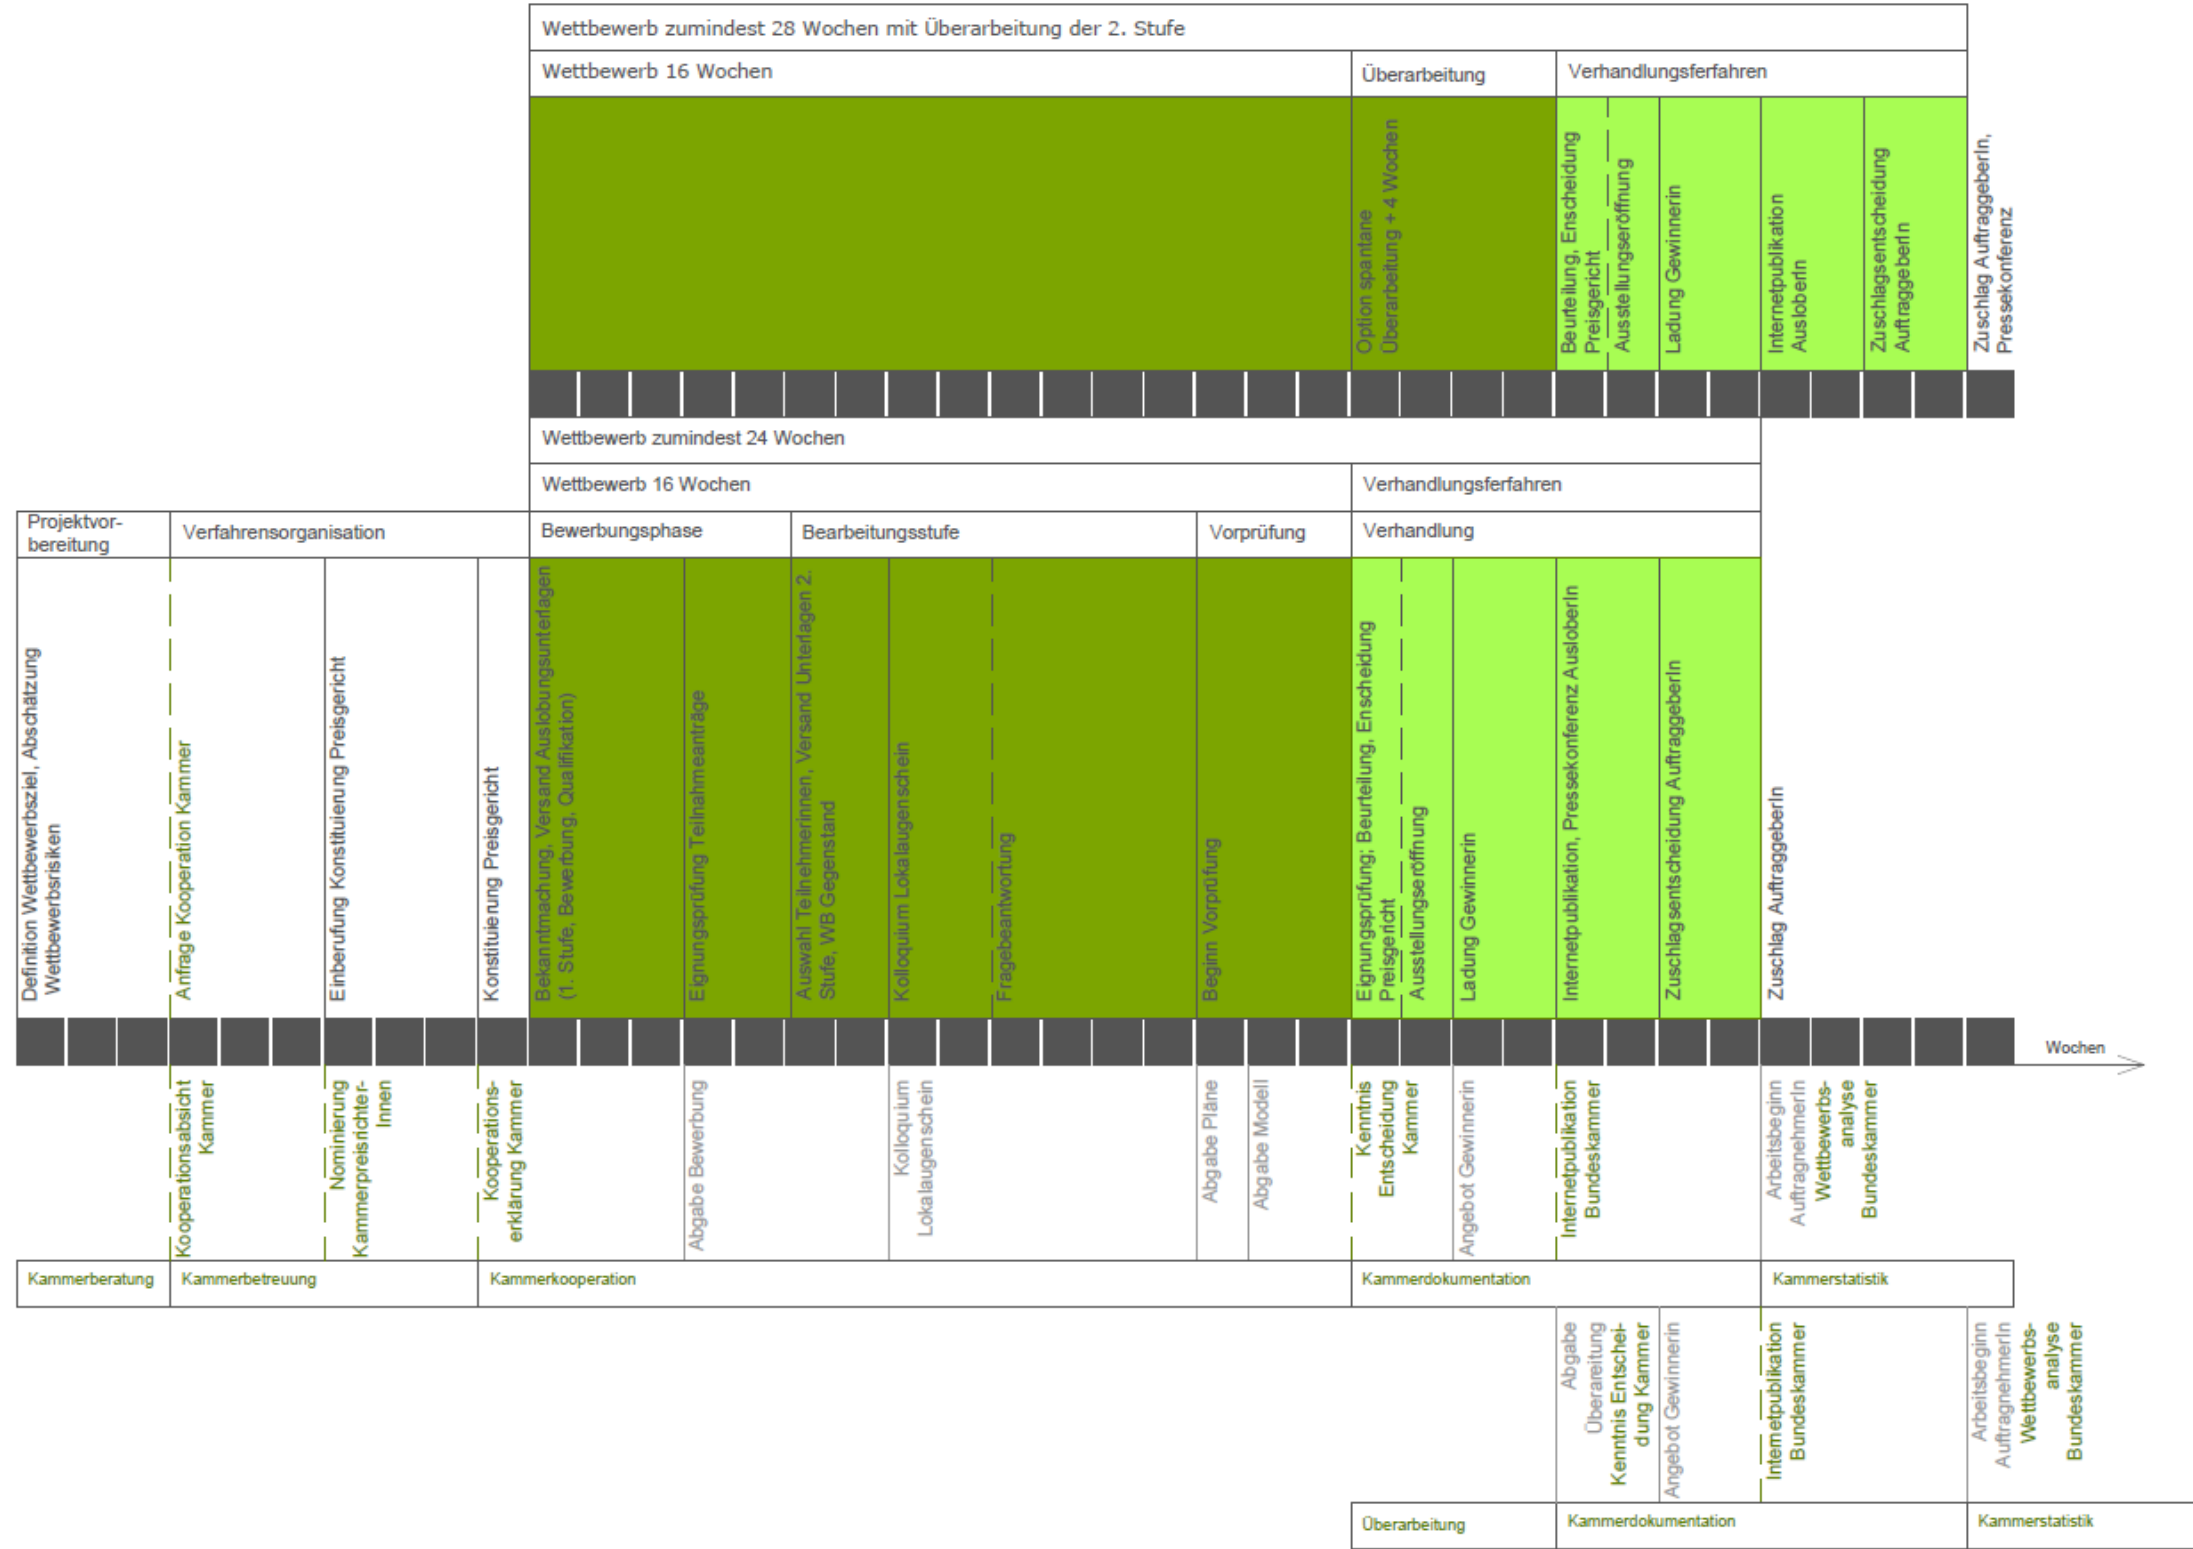 Wettbewerb zumindest 28 Wochen mit Überarbeitung der 2. Stufe
Wettbewerb 16 Wochen
Überarbeitung
Verhandlungsferfahren
Option spantane
Überarbeitung + 4 Wochen
Beurteilung, Enscheidung
Preisgericht
Ausstellungseröffnung
Ladung Gewinnerin
Internetpublikation
AusloberIn
Zuschlagsentscheidung
AuftraggeberIn
Zuschlag AuftraggeberIn,
Pressekonferenz
Wettbewerb zumindest 24 Wochen
Wettbewerb 16 Wochen
Verhandlungsferfahren
Projektvor-
bereitung
Verfahrensorganisation
Bewerbungsphase
Bearbeitungsstufe
Vorprüfung
Verhandlung
Definition Wettbewerbsziel, Abschätzung
Wettbewerbsrisiken
Anfrage Kooperation Kammer
Einberufung Konstituierung Preisgericht
Konstituierung Preisgericht
Bekanntmachung, Versand Auslobungsunterlagen
(1. Stufe, Bewerbung, Qualifikation)
Eignungsprüfung Teilnahmeanträge
Auswahl Teilnehmerinnen, Versand Unterlagen 2.
Stufe, WB Gegenstand
Kolloquium Lokalaugenschein
Fragebeantwortung
Beginn Vorprüfung
Eignungsprüfung; Beurteilung, Enscheidung
Preisgericht
Ausstellungseröffnung
Ladung Gewinnerin
Internetpublikation, Pressekonferenz AusloberIn
Zuschlagsentscheidung AuftraggeberIn
Zuschlag AuftraggeberIn
Wochen
Kooperationsabsicht
Kammer
Nominierung
Kammerpreisrichter-
Innen
Kooperations-
erklärung Kammer
Abgabe Bewerbung
Kolloquium
Lokalaugenschein
Abgabe Pläne
Abgabe Modell
Kenntnis
Entscheidung
Kammer
Angebot Gewinnerin
Internetpublikation
Bundeskammer
Arbeitsbeginn
AuftragnehmerIn
Wettbewerbs-
analyse
Bundeskammer
Kammerberatung
Kammerbetreuung
Kammerkooperation
Kammerdokumentation
Kammerstatistik
Abgabe
Überareitung
Kenntnis Entschei-
dung Kammer
Angebot Gewinnerin
Internetpublikation
Bundeskammer
Arbeitsbeginn
AuftragnehmerIn
Wettbewerbs-
analyse
Bundeskammer
Überarbeitung
Kammerdokumentation
Kammerstatistik